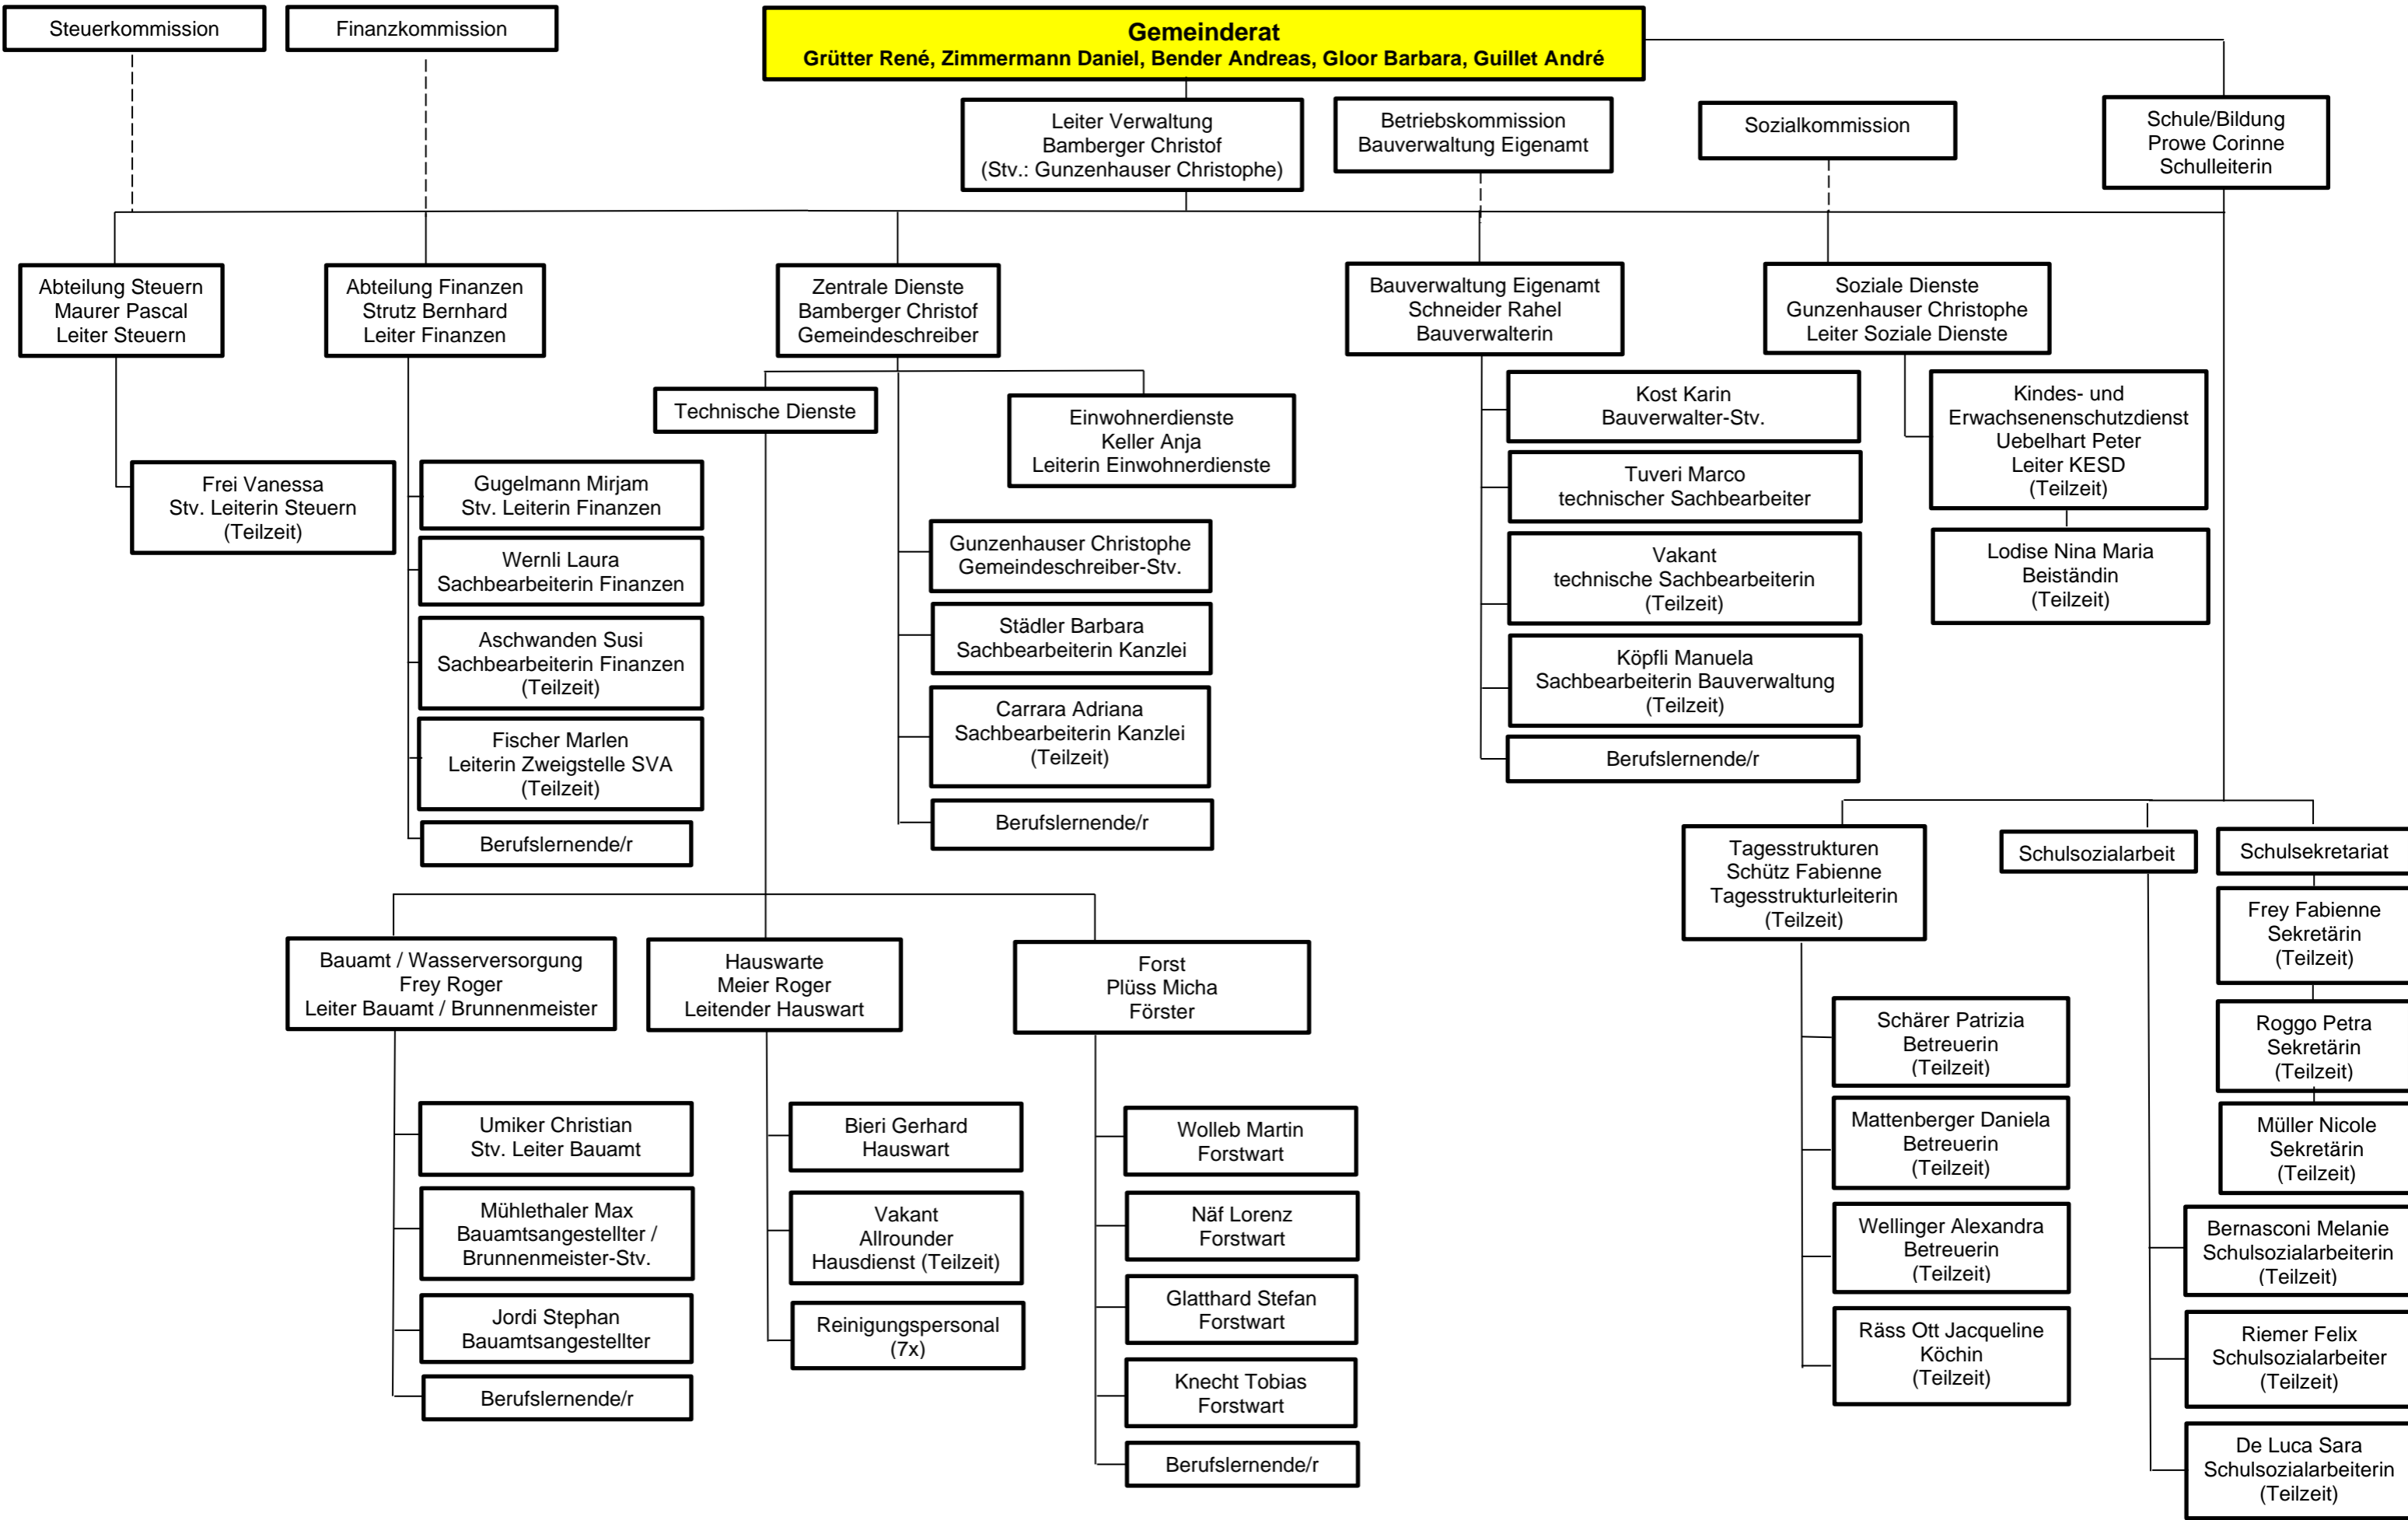 Steuerkommission
Finanzkommission
Gemeinderat
Grütter René, Zimmermann Daniel, Bender Andreas, Gloor Barbara, Guillet André
Leiter Verwaltung
Bamberger Christof
(Stv.: Gunzenhauser Christophe)
Betriebskommission
Bauverwaltung Eigenamt
Sozialkommission
Schule/Bildung
Prowe Corinne
Schulleiterin
Abteilung Steuern
Maurer Pascal
Leiter Steuern
Abteilung Finanzen
Strutz Bernhard
Leiter Finanzen
Zentrale Dienste
Bamberger Christof
Gemeindeschreiber
Bauverwaltung Eigenamt
Schneider Rahel
Bauverwalterin
Soziale Dienste
Gunzenhauser Christophe
Leiter Soziale Dienste
Frei Vanessa
Stv. Leiterin Steuern
(Teilzeit)
Gugelmann Mirjam
Stv. Leiterin Finanzen
Wernli Laura
Sachbearbeiterin Finanzen
Aschwanden Susi
Sachbearbeiterin Finanzen
(Teilzeit)
Fischer Marlen
Leiterin Zweigstelle SVA
(Teilzeit)
Berufslernende/r
Technische Dienste
Einwohnerdienste
Keller Anja
Leiterin Einwohnerdienste
Gunzenhauser Christophe
Gemeindeschreiber-Stv.
Städler Barbara
Sachbearbeiterin Kanzlei
Carrara Adriana
Sachbearbeiterin Kanzlei
(Teilzeit)
Berufslernende/r
Kost Karin
Bauverwalter-Stv.
Tuveri Marco
technischer Sachbearbeiter
Vakant
technische Sachbearbeiterin
(Teilzeit)
Köpfli Manuela
Sachbearbeiterin Bauverwaltung
(Teilzeit)
Berufslernende/r
Kindes- und
Erwachsenenschutzdienst
Uebelhart Peter
Leiter KESD
(Teilzeit)
Lodise Nina Maria
Beiständin
(Teilzeit)
Bauamt / Wasserversorgung
Frey Roger
Leiter Bauamt / Brunnenmeister
Umiker Christian
Stv. Leiter Bauamt
Mühlethaler Max
Bauamtsangestellter /
Brunnenmeister-Stv.
Jordi Stephan
Bauamtsangestellter
Berufslernende/r
Hauswarte
Meier Roger
Leitender Hauswart
Bieri Gerhard
Hauswart
Vakant
Allrounder
Hausdienst (Teilzeit)
Reinigungspersonal
(7x)
Forst
Plüss Micha
Förster
Wolleb Martin
Forstwart
Näf Lorenz
Forstwart
Glatthard Stefan
Forstwart
Knecht Tobias
Forstwart
Berufslernende/r
Tagesstrukturen
Schütz Fabienne
Tagesstrukturleiterin
(Teilzeit)
Schärer Patrizia
Betreuerin
(Teilzeit)
Mattenberger Daniela
Betreuerin
(Teilzeit)
Wellinger Alexandra
Betreuerin
(Teilzeit)
Räss Ott Jacqueline
Köchin
(Teilzeit)
Schulsozialarbeit
Schulsekretariat
Frey Fabienne
Sekretärin
(Teilzeit)
Roggo Petra
Sekretärin
(Teilzeit)
Müller Nicole
Sekretärin
(Teilzeit)
Bernasconi Melanie
Schulsozialarbeiterin
(Teilzeit)
Riemer Felix
Schulsozialarbeiter
(Teilzeit)
De Luca Sara
Schulsozialarbeiterin
(Teilzeit)